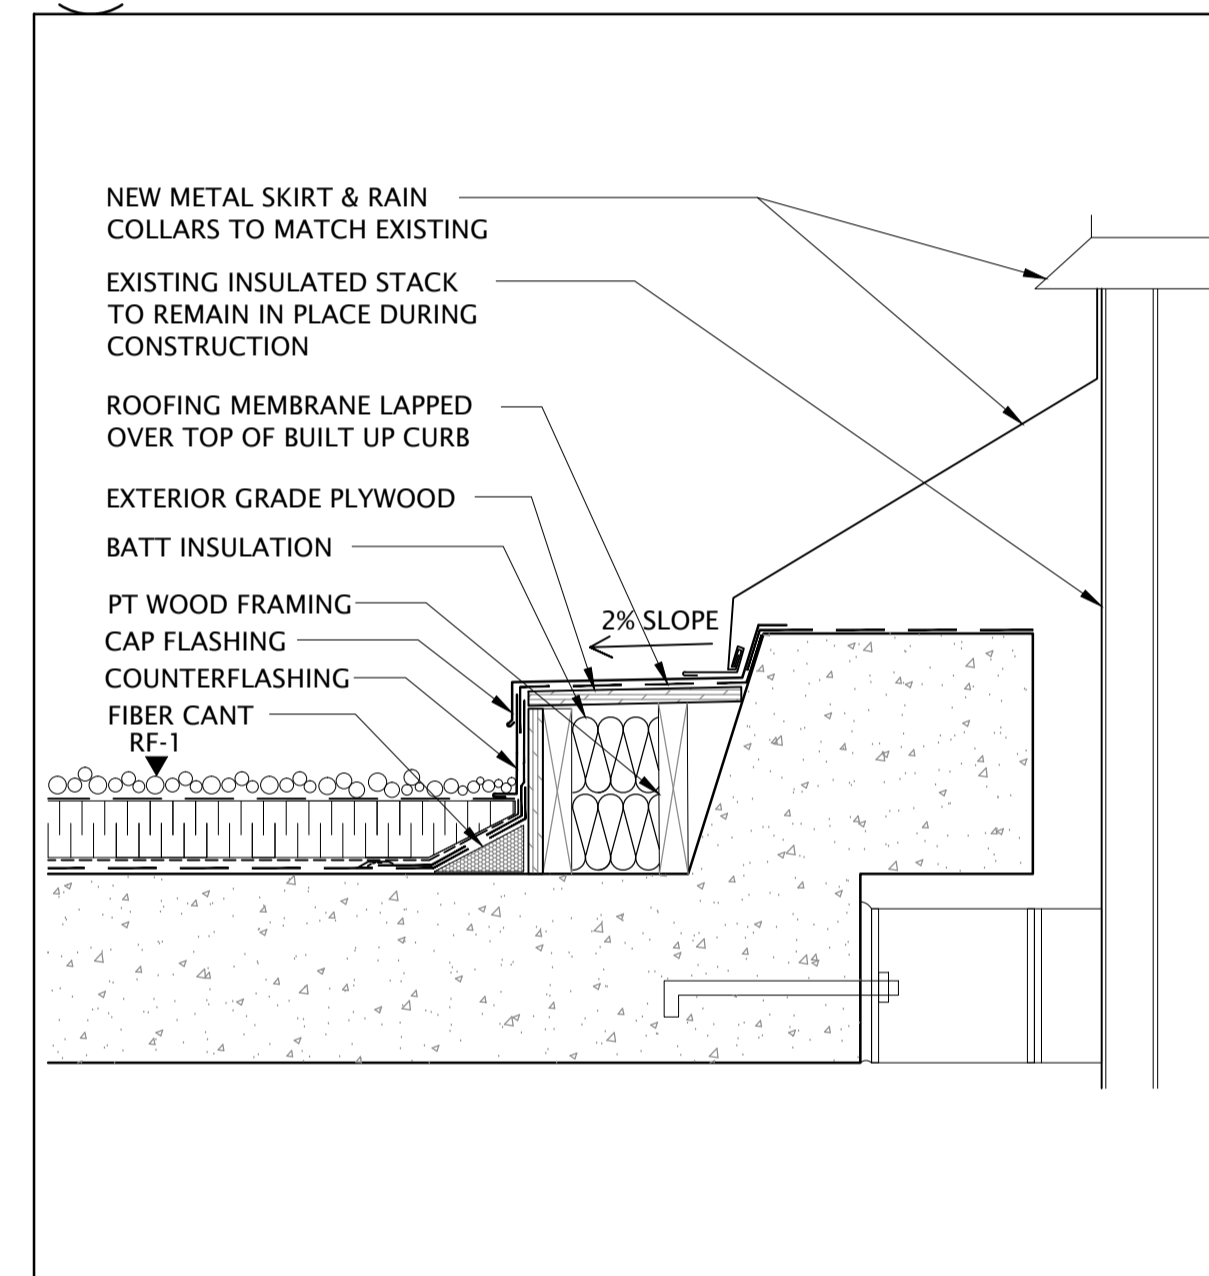 NEW METAL SKIRT & RAIN
COLLARS TO MATCH EXISTING
EXISTING INSULATED STACK
TO REMAIN IN PLACE DURING
CONSTRUCTION
ROOFING MEMBRANE LAPPED
OVER TOP OF BUILT UP CURB
EXTERIOR GRADE PLYWOOD
BATT INSULATION
PT WOOD FRAMING
2% SLOPE
CAP FLASHING
COUNTERFLASHING
FIBER CANT
RF-1